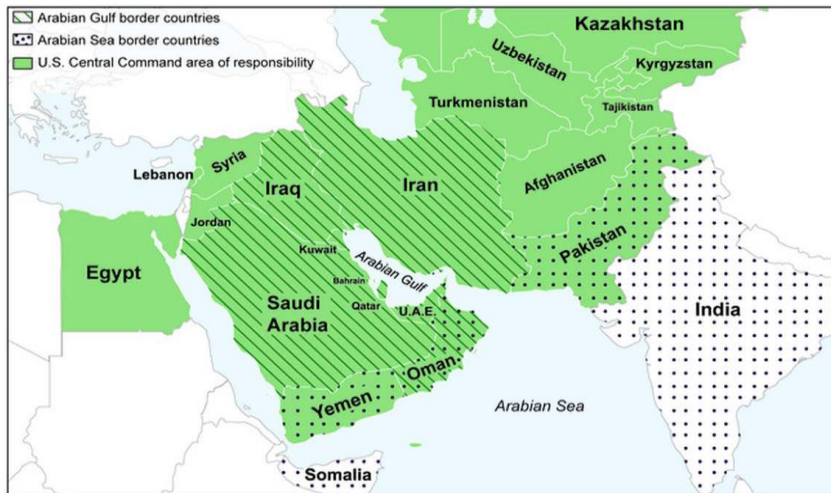 Arabian Gulf border countries
Arabian Sea border countries
U.S. Central Command area of responsibility
Kazakhstan
Uzbekistan
Kyrgyzstan
Turkmenistan
Tajikistan
Lebanon
Syria
Iraq
Iran
Afghanistan
Jordan
Kuwait
Pakistan
Egypt
Arabian Gulf
Bahrain
Saudi
Arabia
Qatar
U.A.E.
India
Oman
Yemen
Arabian Sea
Somalia